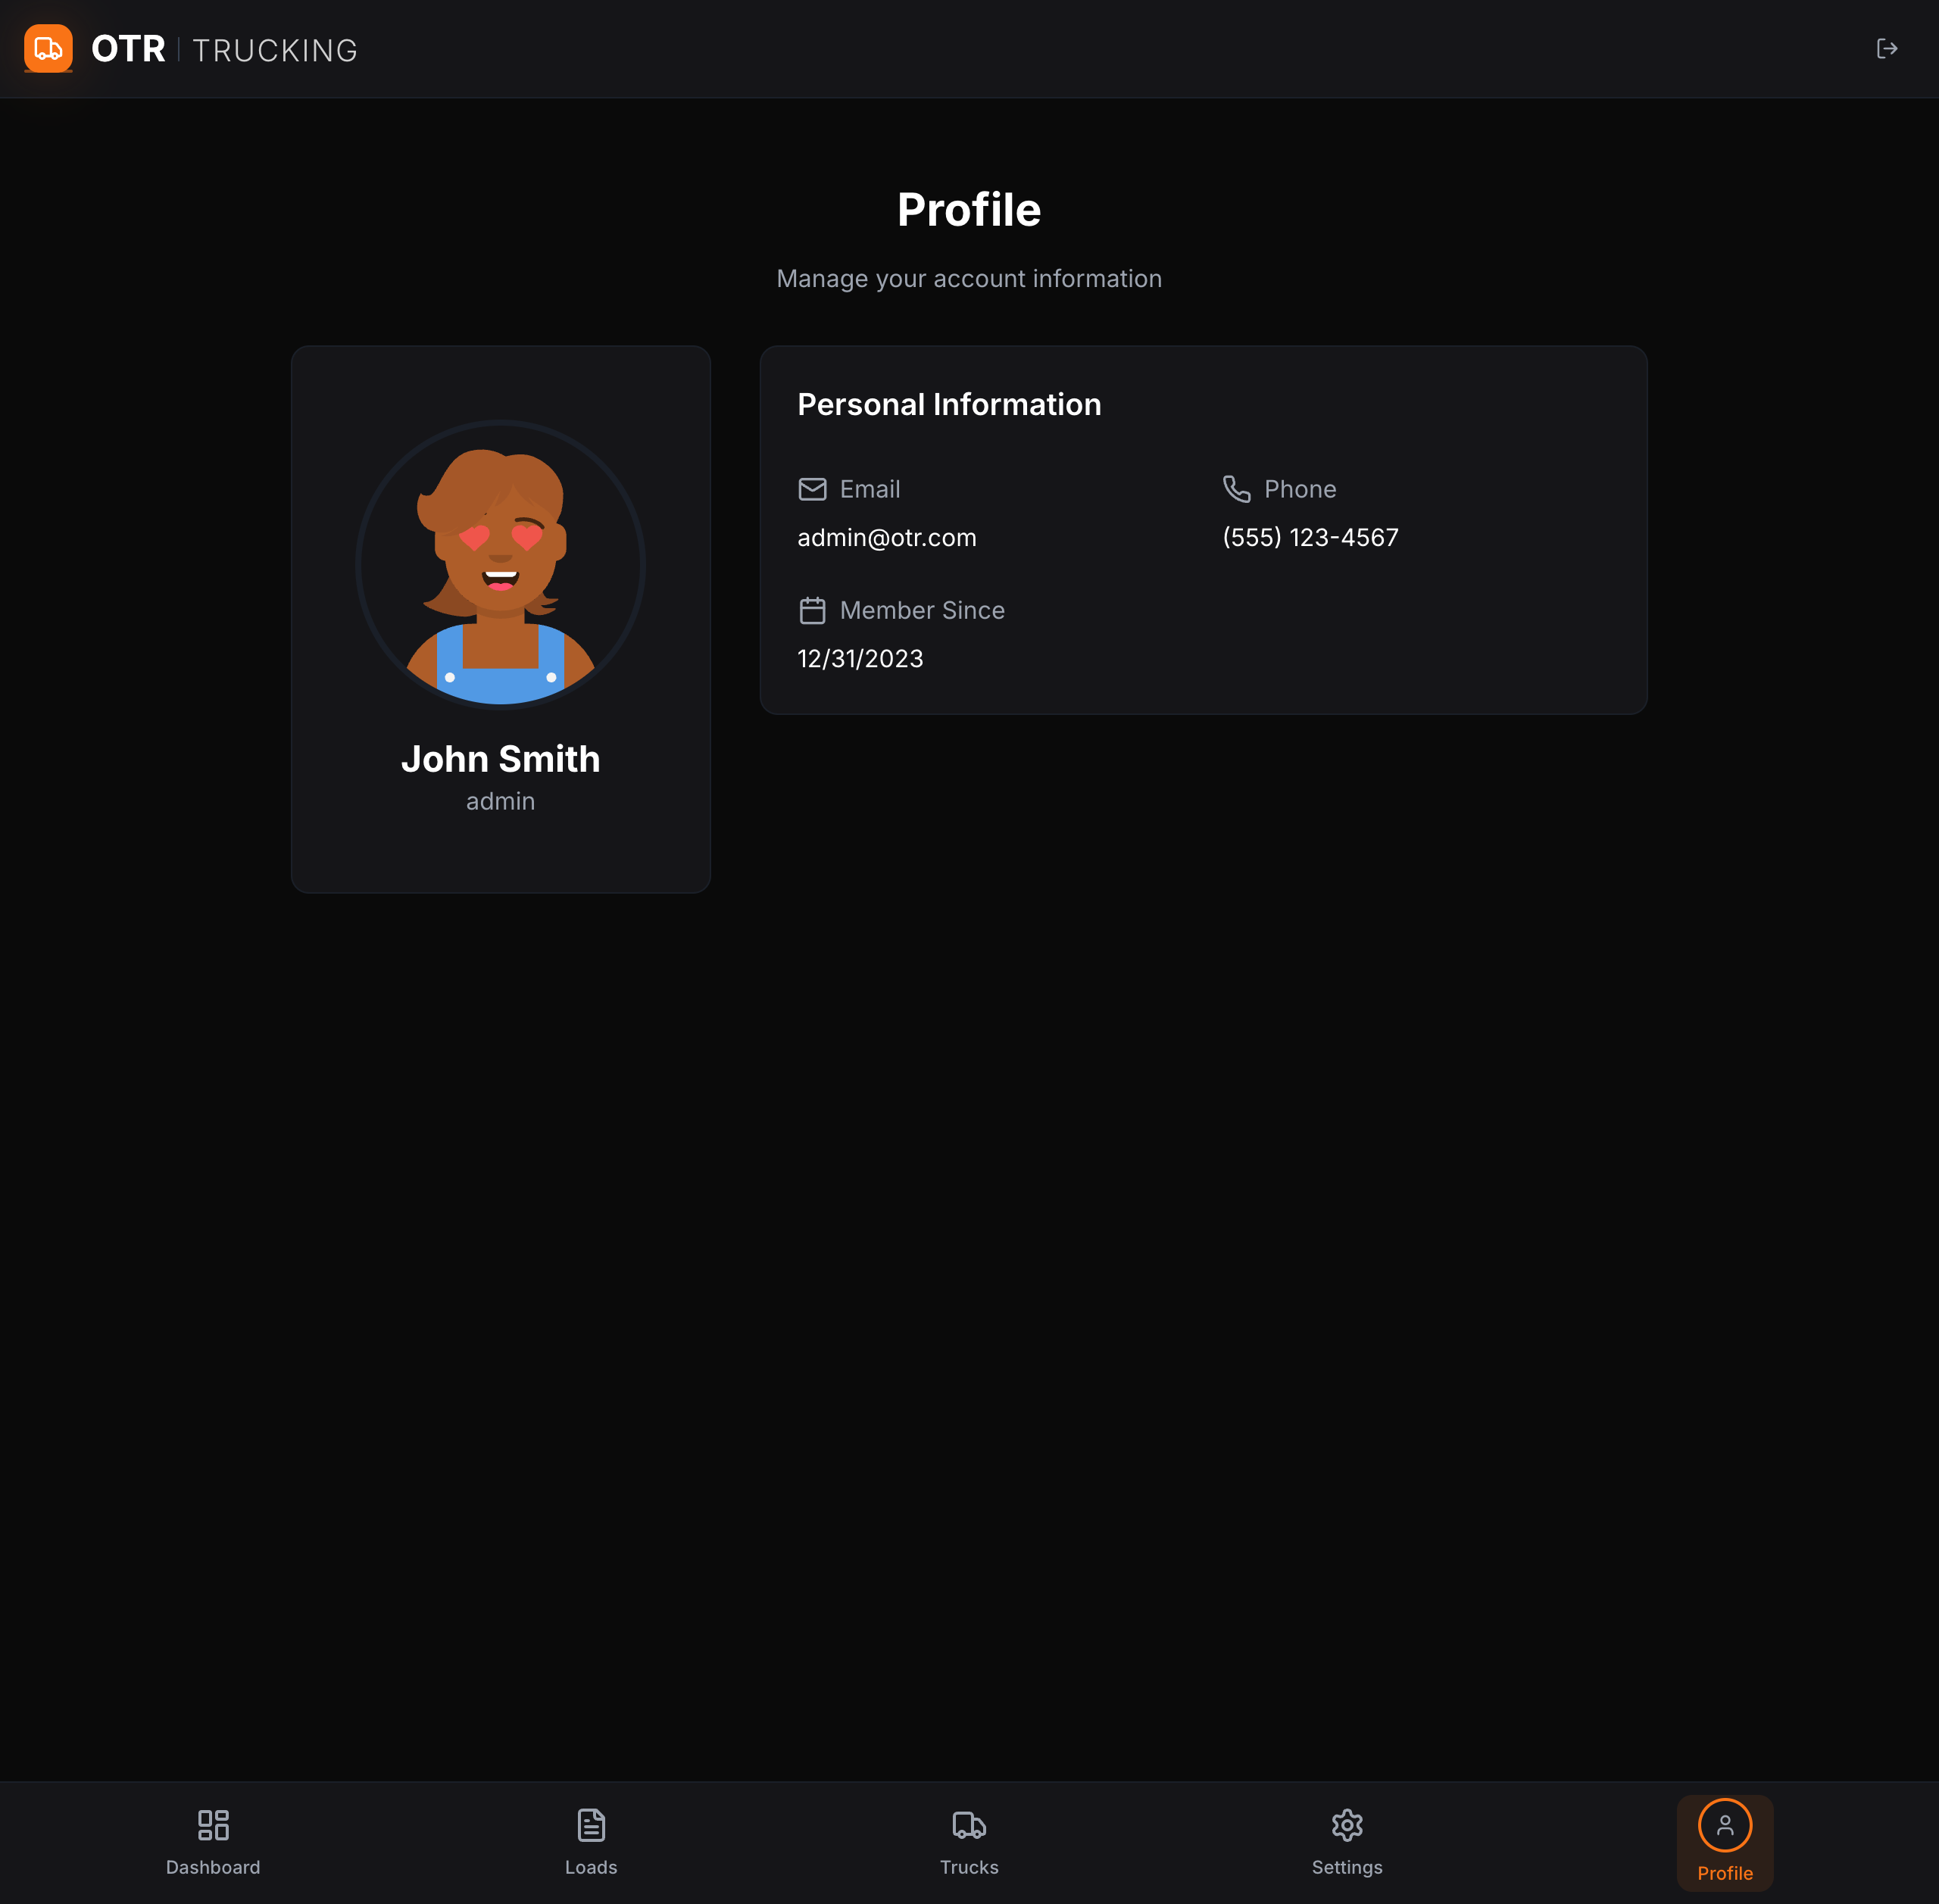 OTR TRUCKING
Profile
Manage your account information
John Smith
admin
Personal Information
Email
admin@otr.com
Phone
(555) 123-4567
Member Since
12/31/2023
Dashboard
Loads
Trucks
Settings
Profile